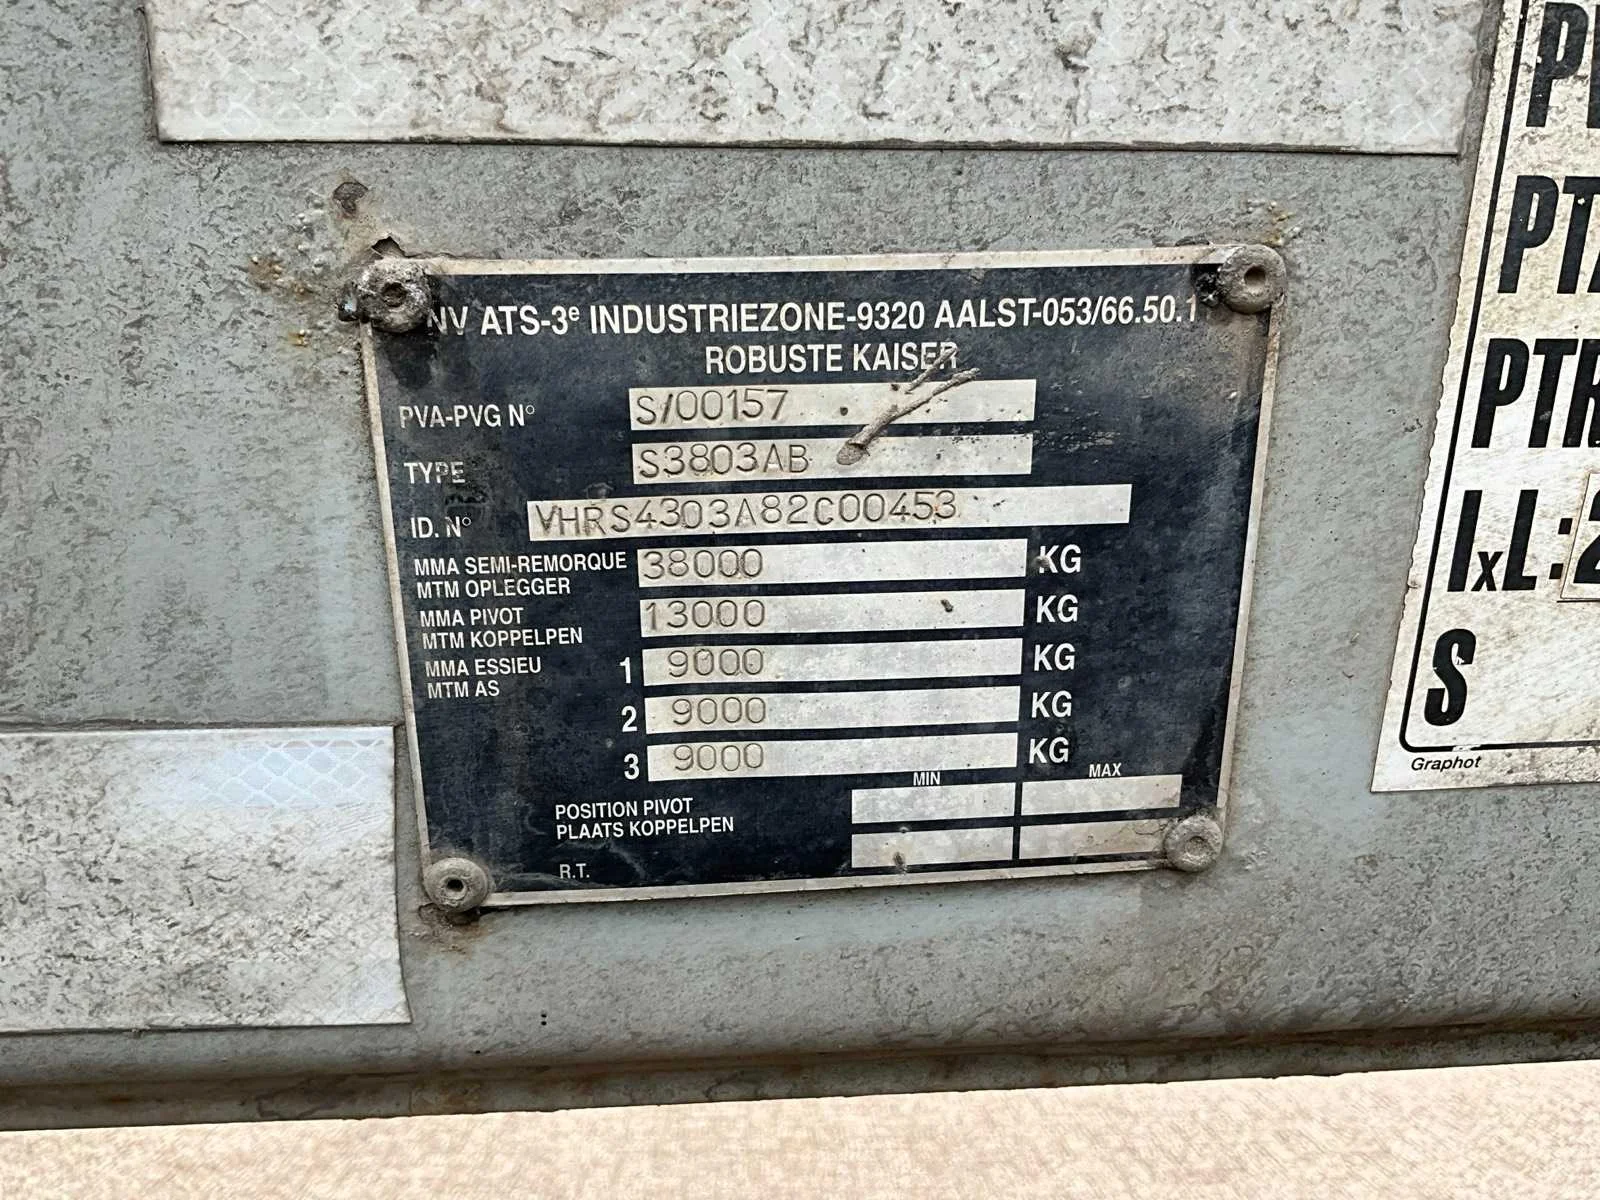 NV ATS-3e INDUSTRIEZONE-9320 AALST-053/66.50.1
ROBUSTE KAISER
PVA-PVG N° S/00157
TYPE S3803AB
ID. N° VHRS4303A82C00453
MMA SEMI-REMORQUE 38000 KG
MTM OPLEGGER
MMA PIVOT 13000 KG
MTM KOPPELPEN
MMA ESSIEU 1 9000 KG
MTM AS
2 9000 KG
3 9000 KG
MIN MAX
POSITION PIVOT
PLAATS KOPPELPEN
R.T.
PTR
IxL:2
S
Graphot